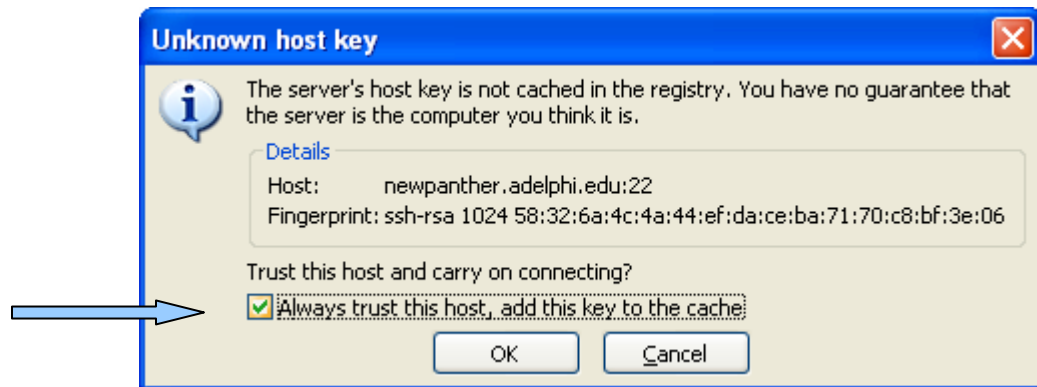 Unknown host key
The server's host key is not cached in the registry. You have no guarantee that
the server is the computer you think it is.
Details
Host: newpanther.adelphi.edu:22
Fingerprint: ssh-rsa 1024 58:32:6a:4c:4a:44:ef:da:ce:ba:71:70:c8:bf:3e:06
Trust this host and carry on connecting?
Always trust this host, add this key to the cache
OK Cancel